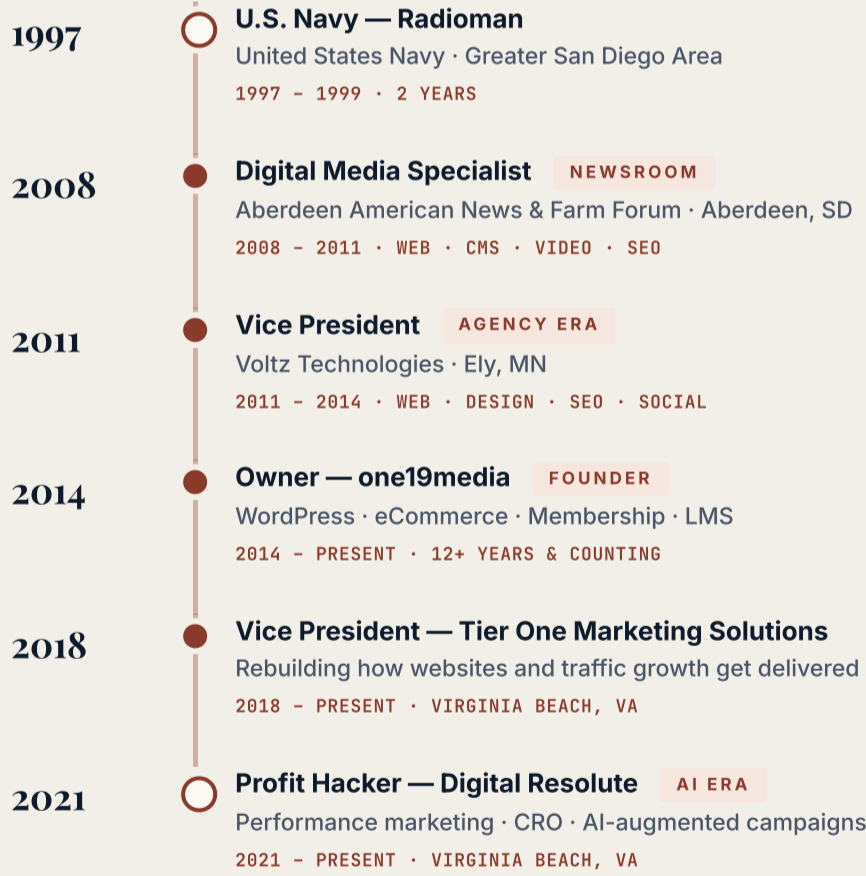 1997
U.S. Navy — Radioman
United States Navy · Greater San Diego Area
1997 – 1999 · 2 YEARS
2008
Digital Media Specialist NEWSROOM
Aberdeen American News & Farm Forum · Aberdeen, SD
2008 – 2011 · WEB · CMS · VIDEO · SEO
2011
Vice President AGENCY ERA
Voltz Technologies · Ely, MN
2011 – 2014 · WEB · DESIGN · SEO · SOCIAL
2014
Owner — one19media FOUNDER
WordPress · eCommerce · Membership · LMS
2014 – PRESENT · 12+ YEARS & COUNTING
2018
Vice President — Tier One Marketing Solutions
Rebuilding how websites and traffic growth get delivered
2018 – PRESENT · VIRGINIA BEACH, VA
2021
Profit Hacker — Digital Resolute AI ERA
Performance marketing · CRO · AI-augmented campaigns
2021 – PRESENT · VIRGINIA BEACH, VA